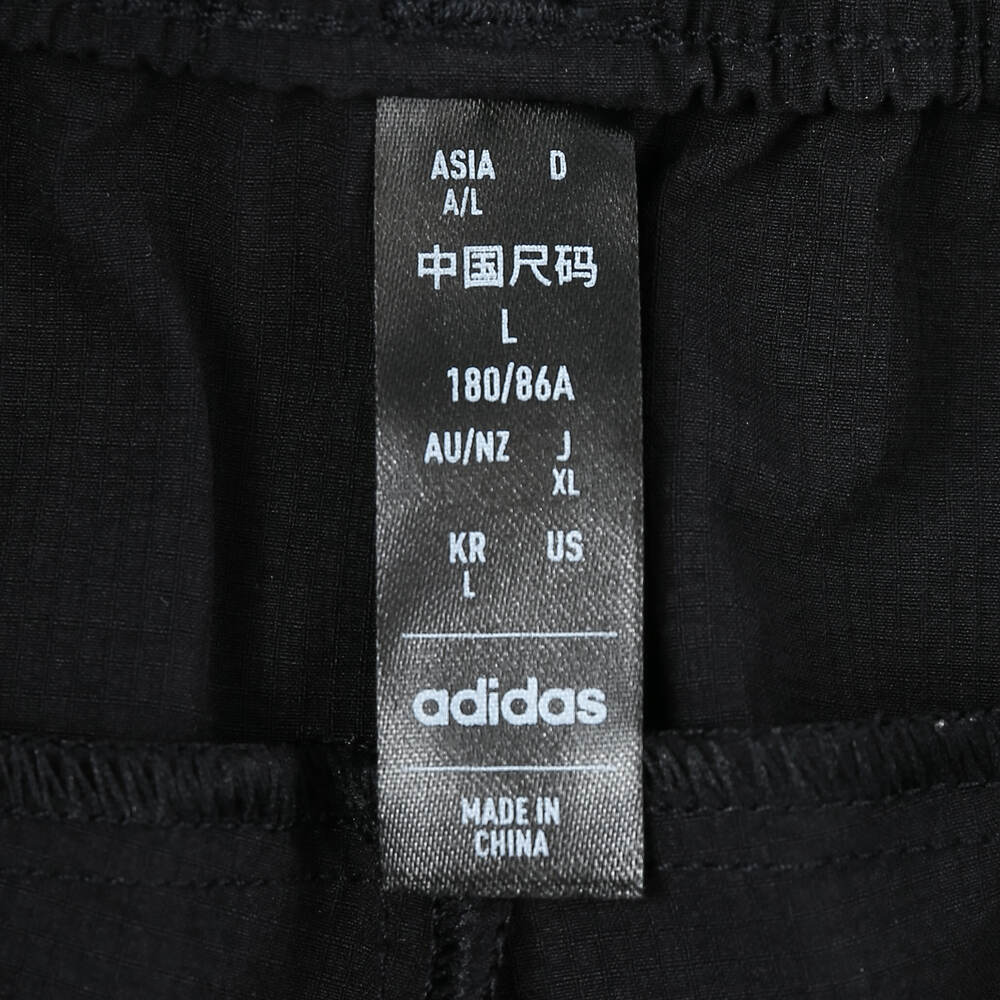 ASIA D
A/L
中国尺码
L
180/86A
AU/NZ J
XL
KR US
L
adidas
MADE IN
CHINA